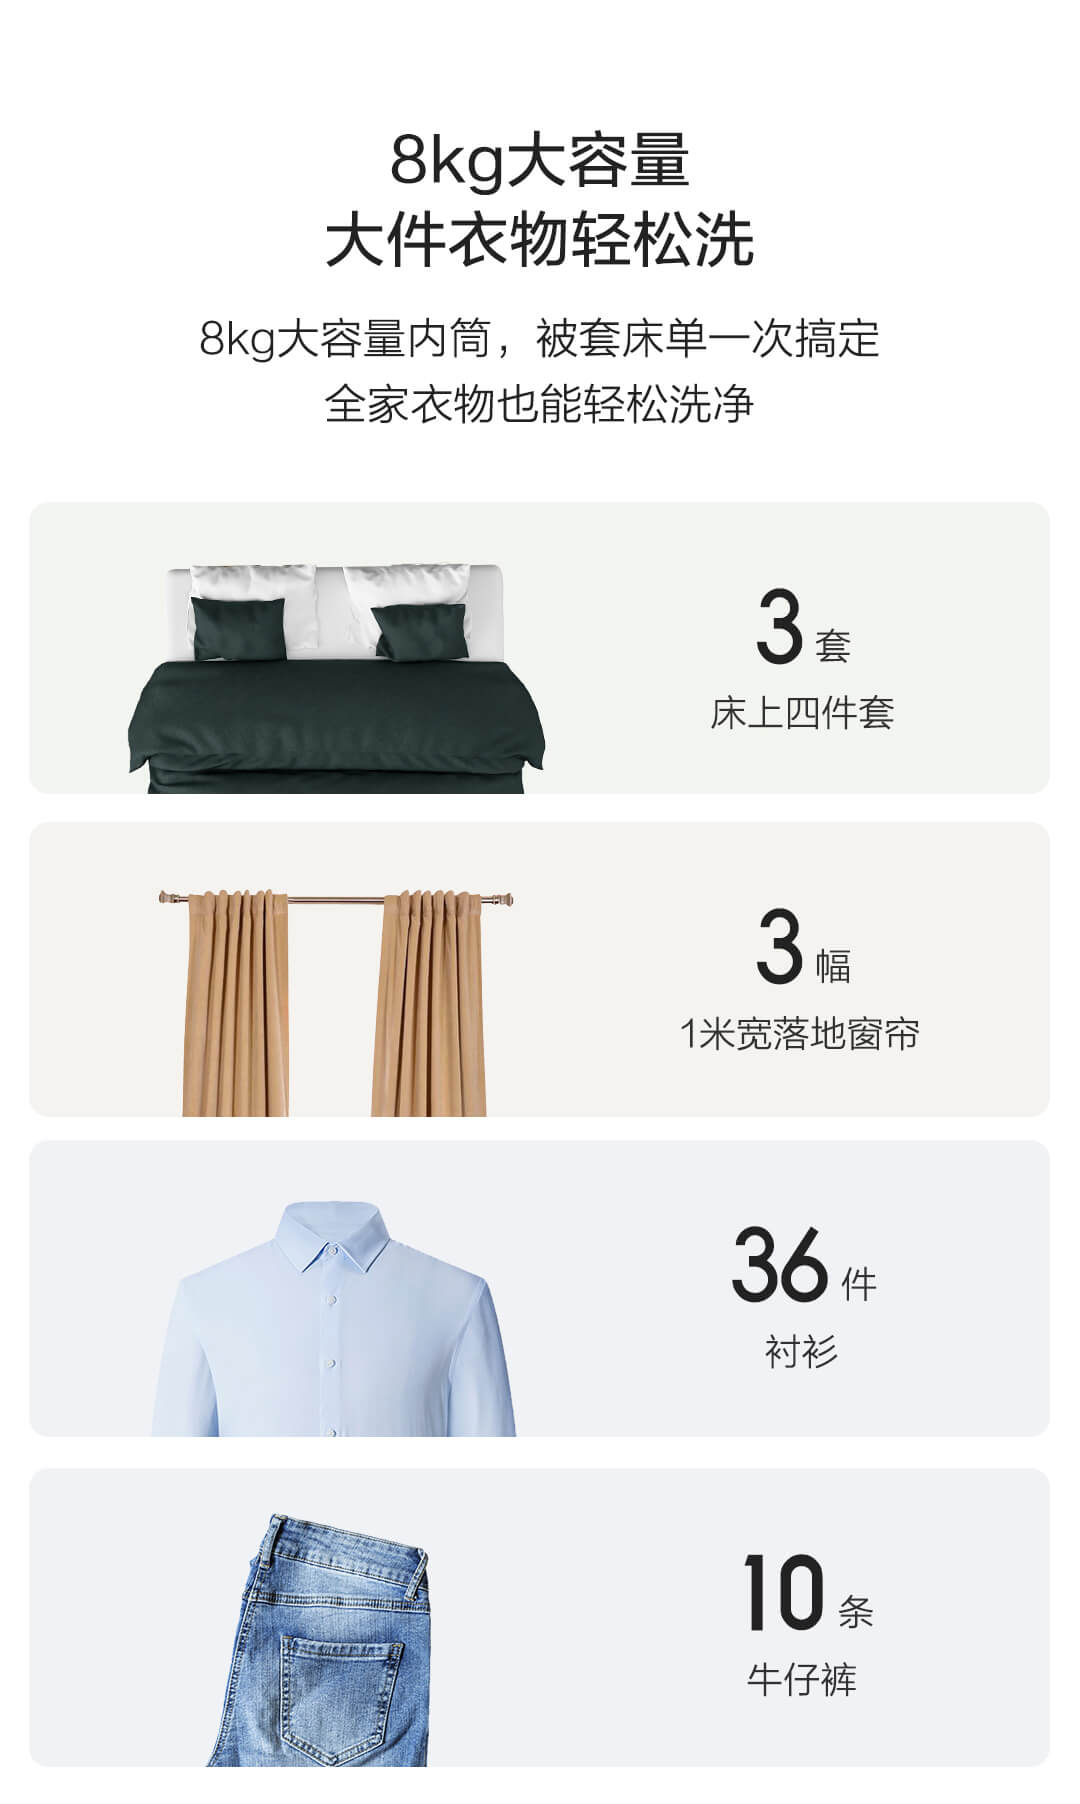 8kg大容量
大件衣物轻松洗
8kg大容量内筒，被套床单一次搞定
全家衣物也能轻松洗净
3 套
床上四件套
3 幅
1米宽落地窗帘
36 件
衬衫
10 条
牛仔裤